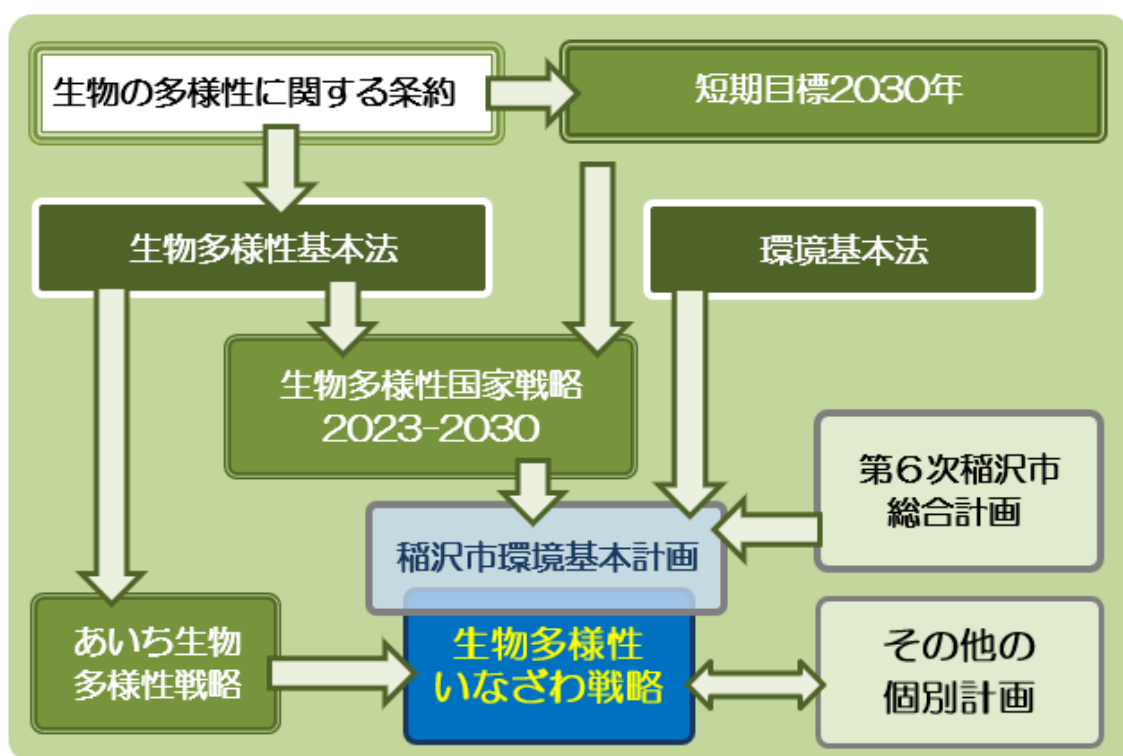 生物の多様性に関する条約
短期目標2030年
生物多様性基本法
環境基本法
生物多様性国家戦略
2023-2030
第6次稲沢市
総合計画
稲沢市環境基本計画
あいち生物
多様性戦略
生物多様性
いなざわ戦略
その他の
個別計画